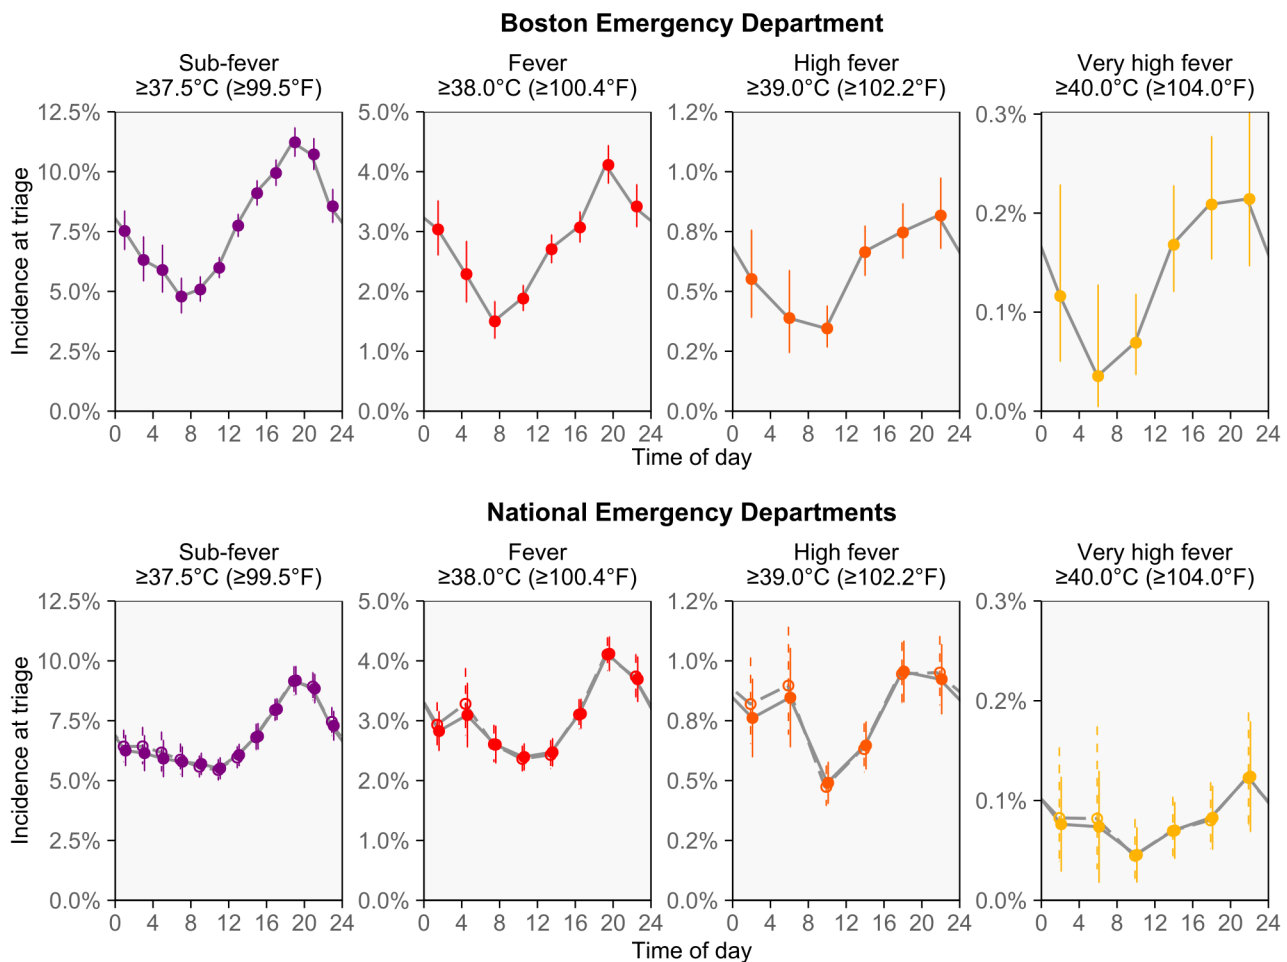 Boston Emergency Department
Sub-fever
≥37.5°C (≥99.5°F)
Fever
≥38.0°C (≥100.4°F)
High fever
≥39.0°C (≥102.2°F)
Very high fever
≥40.0°C (≥104.0°F)
Incidence at triage
12.5%
10.0%
7.5%
5.0%
2.5%
0.0%
0 4 8 12 16 20 24
5.0%
4.0%
3.0%
2.0%
1.0%
0.0%
0 4 8 12 16 20 24
1.2%
1.0%
0.8%
0.5%
0.2%
0.0%
0 4 8 12 16 20 24
0.3%
0.2%
0.1%
0.0%
0 4 8 12 16 20 24
Time of day
National Emergency Departments
Sub-fever
≥37.5°C (≥99.5°F)
Fever
≥38.0°C (≥100.4°F)
High fever
≥39.0°C (≥102.2°F)
Very high fever
≥40.0°C (≥104.0°F)
Incidence at triage
12.5%
10.0%
7.5%
5.0%
2.5%
0.0%
0 4 8 12 16 20 24
5.0%
4.0%
3.0%
2.0%
1.0%
0.0%
0 4 8 12 16 20 24
1.2%
1.0%
0.8%
0.5%
0.2%
0.0%
0 4 8 12 16 20 24
0.3%
0.2%
0.1%
0.0%
0 4 8 12 16 20 24
Time of day